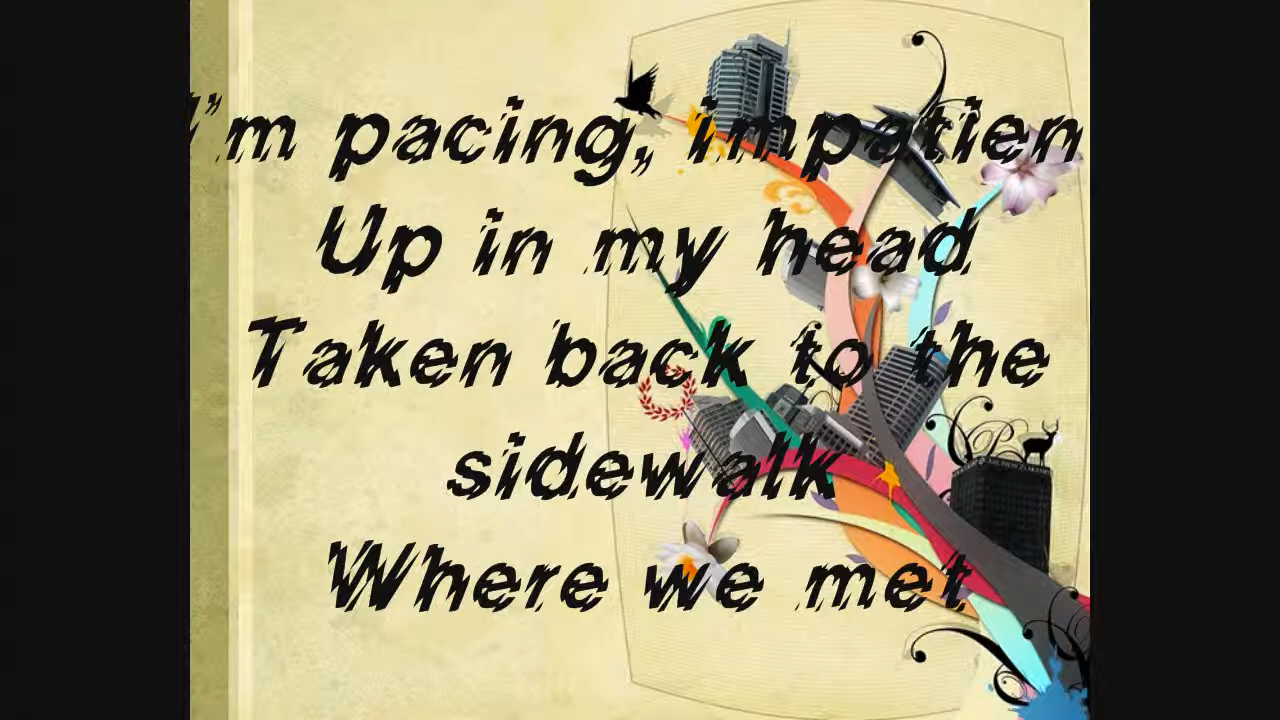 I'm pacing, impatien
Up in my head
Taken back to the
sidewalk
Where we met